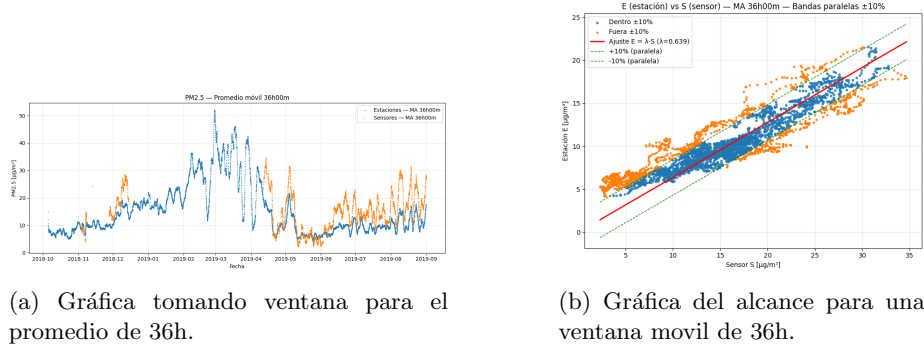 PM2.5 — Promedio móvil 36h00m
Estaciones — MA 36h00m
Sensores — MA 36h00m
PM2.5 [µg/m³]
50
40
30
20
10
0
2018-10 2018-11 2018-12 2019-01 2019-02 2019-03 2019-04 2019-05 2019-06 2019-07 2019-08 2019-09
Fecha
(a) Gráfica tomando ventana para el
promedio de 36h.
E (estación) vs S (sensor) — MA 36h00m — Bandas paralelas ±10%
Dentro ±10%
Fuera ±10%
Ajuste E = λ·S (λ=0.639)
+10% (paralela)
-10% (paralela)
Estación E [µg/m³]
25
20
15
10
5
0
5 10 15 20 25 30 35
Sensor S [µg/m³]
(b) Gráfica del alcance para una
ventana movil de 36h.